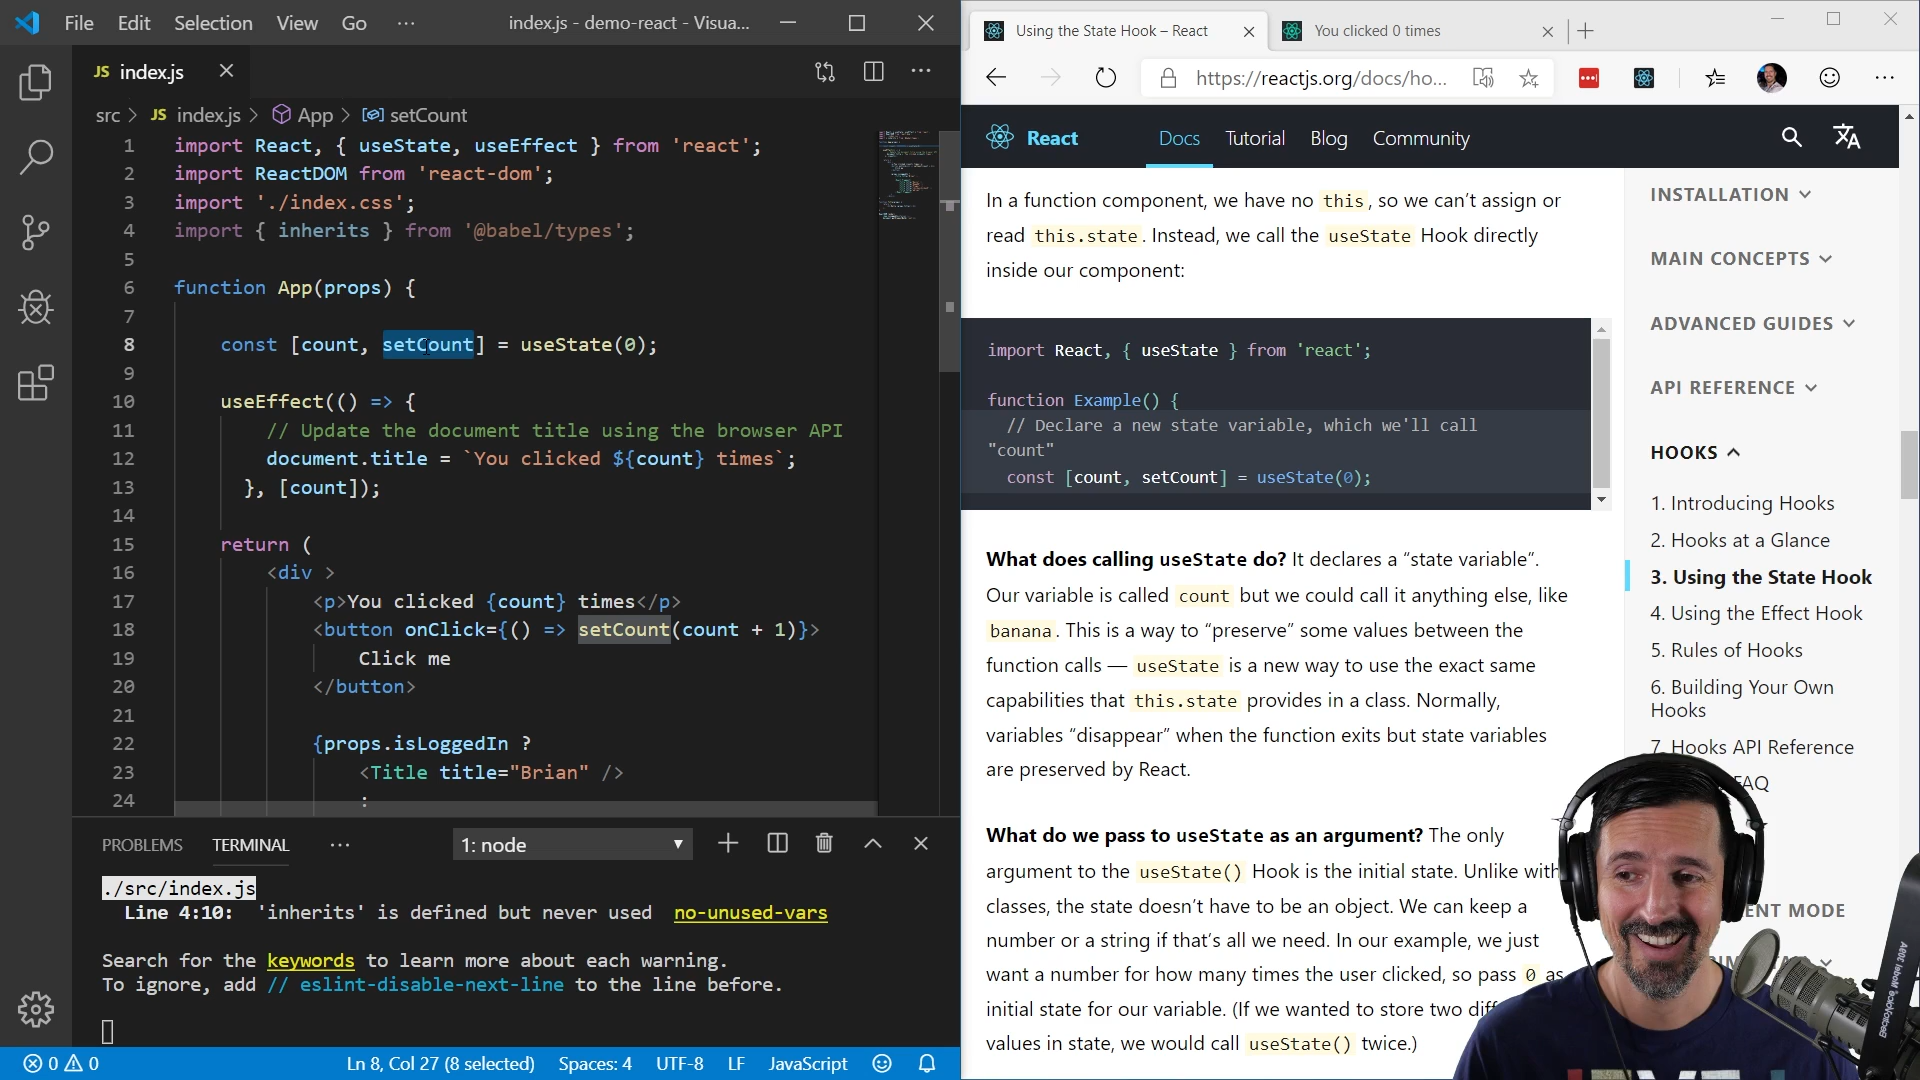 File Edit Selection View Go ··· index.js - demo-react - Visua...
JS index.js
src > JS index.js > App > setCount
1 import React, { useState, useEffect } from 'react';
2 import ReactDOM from 'react-dom';
3 import './index.css';
4 import { inherits } from '@babel/types';
5
6 function App(props) {
7
8 const [count, setCount] = useState(0);
9
10 useEffect(() => {
11 // Update the document title using the browser API
12 document.title = `You clicked ${count} times`;
13 }, [count]);
14
15 return (
16 <div >
17 <p>You clicked {count} times</p>
18 <button onClick={() => setCount(count + 1)}>
19 Click me
20 </button>
21
22 {props.isLoggedIn ?
23 <Title title="Brian" />
24 :
PROBLEMS TERMINAL ··· 1: node
./src/index.js
Line 4:10: 'inherits' is defined but never used no-unused-vars
Search for the keywords to learn more about each warning.
To ignore, add // eslint-disable-next-line to the line before.
0 0 Ln 8, Col 27 (8 selected) Spaces: 4 UTF-8 LF JavaScript
Using the State Hook – React
You clicked 0 times
https://reactjs.org/docs/ho...
React Docs Tutorial Blog Community
In a function component, we have no this, so we can’t assign or
read this.state. Instead, we call the useState Hook directly
inside our component:
import React, { useState } from 'react';
function Example() {
// Declare a new state variable, which we'll call
"count"
const [count, setCount] = useState(0);
What does calling useState do? It declares a “state variable”.
Our variable is called count but we could call it anything else, like
banana. This is a way to “preserve” some values between the
function calls — useState is a new way to use the exact same
capabilities that this.state provides in a class. Normally,
variables “disappear” when the function exits but state variables
are preserved by React.
What do we pass to useState as an argument? The only
argument to the useState() Hook is the initial state. Unlike with
classes, the state doesn’t have to be an object. We can keep a
number or a string if that’s all we need. In our example, we just
want a number for how many times the user clicked, so pass 0 as
initial state for our variable. (If we wanted to store two
values in state, we would call useState() twice.)
INSTALLATION
MAIN CONCEPTS
ADVANCED GUIDES
API REFERENCE
HOOKS
1. Introducing Hooks
2. Hooks at a Glance
3. Using the State Hook
4. Using the Effect Hook
5. Rules of Hooks
6. Building Your Own
Hooks
7. Hooks API Reference
FAQ
ENT MODE